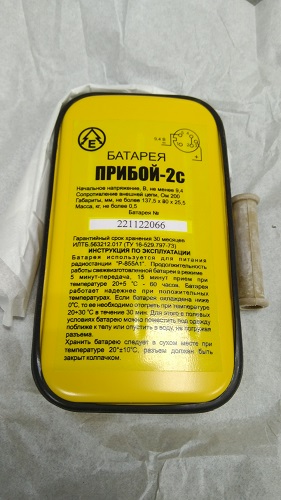 Е
9,4 В
БАТАРЕЯ
ПРИБОЙ-2с
Начальное напряжение, В, не менее 9,4
Сопротивление внешней цепи, Ом 200
Габариты, мм, не более 137,5 х 80 х 25,5
Масса, кг, не более 0,5
Батарея №
221122066
Гарантийный срок хранения 30 месяцев
ИЛТБ.563212.017 (ТУ 16-529.797-73)
ИНСТРУКЦИЯ ПО ЭКСПЛУАТАЦИИ
Батарея используется для питания
радиостанции "Р-855А1". Продолжительность
работы свежеизготовленной батареи в режиме
5 минут-передача, 15 минут прием при
температуре 20+5 °C - 60 часов. Батарея
работает надежнее при положительных
температурах. Если батарея охлаждена ниже
0°C, то ее необходимо отогреть при температуре
20÷30 °C в течение 30 мин. Для этого в полевых
условиях батарею можно поместить под одежду
поближе к телу или опустить в воду, не погружая
разъема.
Хранить батарею следует в сухом месте при
температуре 20°±10°C, разъем должен быть
закрыт колпачком.